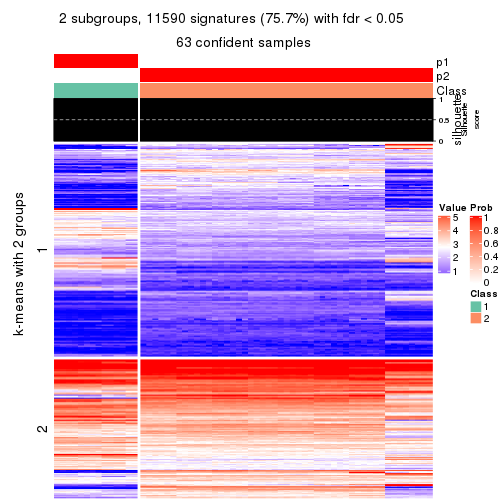 2 subgroups, 11590 signatures (75.7%) with fdr < 0.05
63 confident samples
p1
p2
Class
1
0.5
0
silhouette
Silhouette
score
k-means with 2 groups
1
2
Value
5
4
3
2
1
Prob
1
0.8
0.6
0.4
0.2
0
Class
1
2